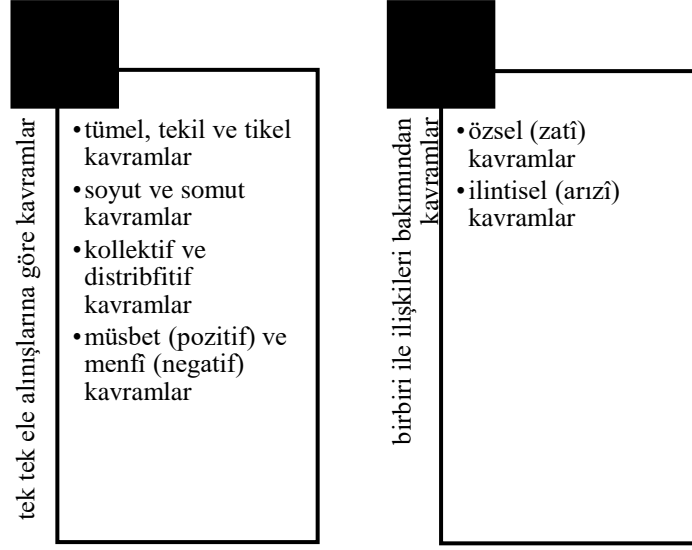 tek tek ele alınışlarına göre kavramlar
•tümel, tekil ve tikel
kavramlar
•soyut ve somut
kavramlar
•kollektif ve
distribfitif
kavramlar
•müsbet (pozitif) ve
menfî (negatif)
kavramlar
birbiri ile ilişkileri bakımından
kavramlar
•özsel (zatî)
kavramlar
•ilintisel (arızî)
kavramlar